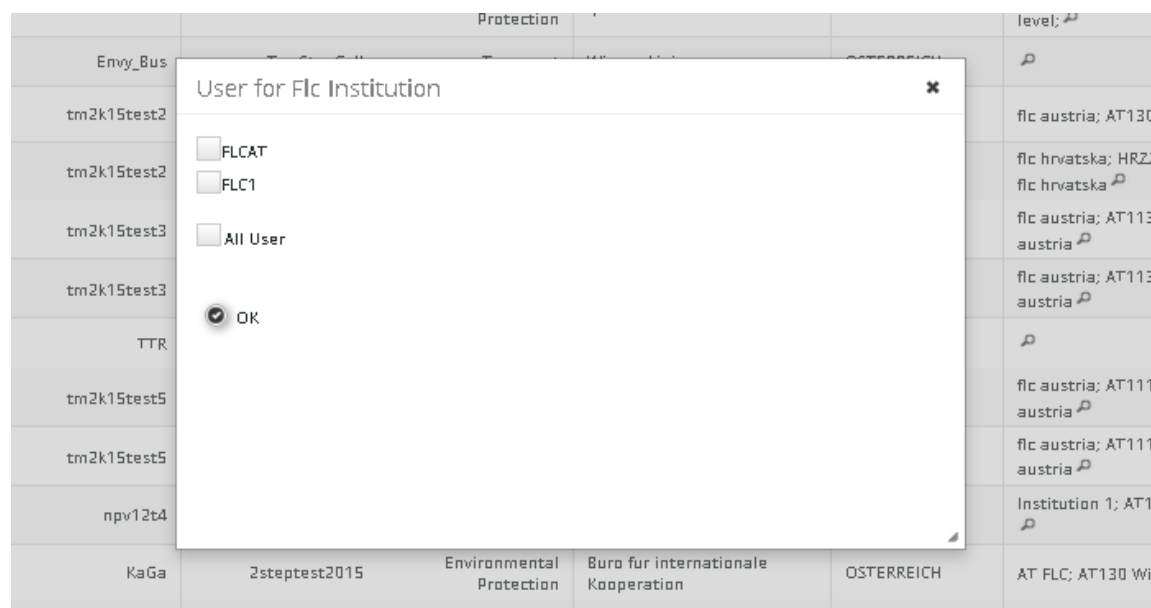 Protection
level;
Envy_Bus
tm2k15test2
flc austria; AT130
tm2k15test2
flc hrvatska; HRZ
flc hrvatska
tm2k15test3
flc austria; AT113
austria
tm2k15test3
flc austria; AT113
austria
TTR
tm2k15test5
flc austria; AT111
austria
tm2k15test5
flc austria; AT111
austria
npv12t4
Institution 1; AT1
KaGa
2steptest2015
Environmental
Protection
Buro fur internationale
Kooperation
OSTERREICH
AT FLC; AT130 Wi
User for Flc Institution
FLCAT
FLC1
All User
OK